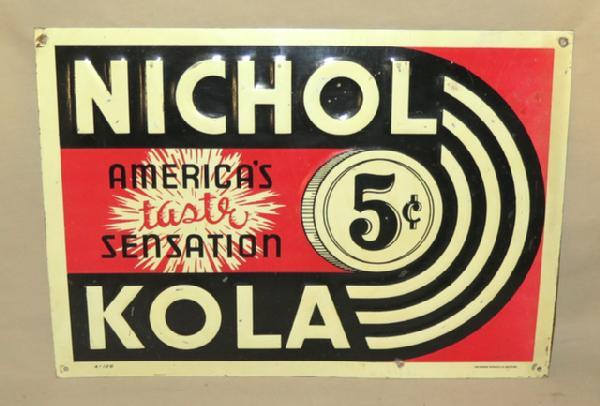 NICHOL
AMERICA'S
taste
SENSATION
5¢
KOLA